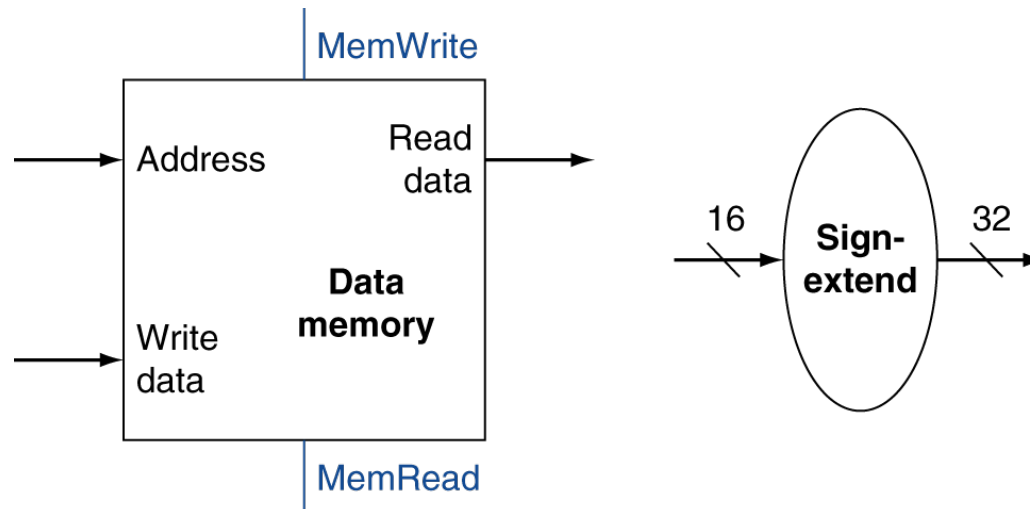 MemWrite
Address
Read
data
Data
memory
Write
data
MemRead
16
Sign-
extend
32